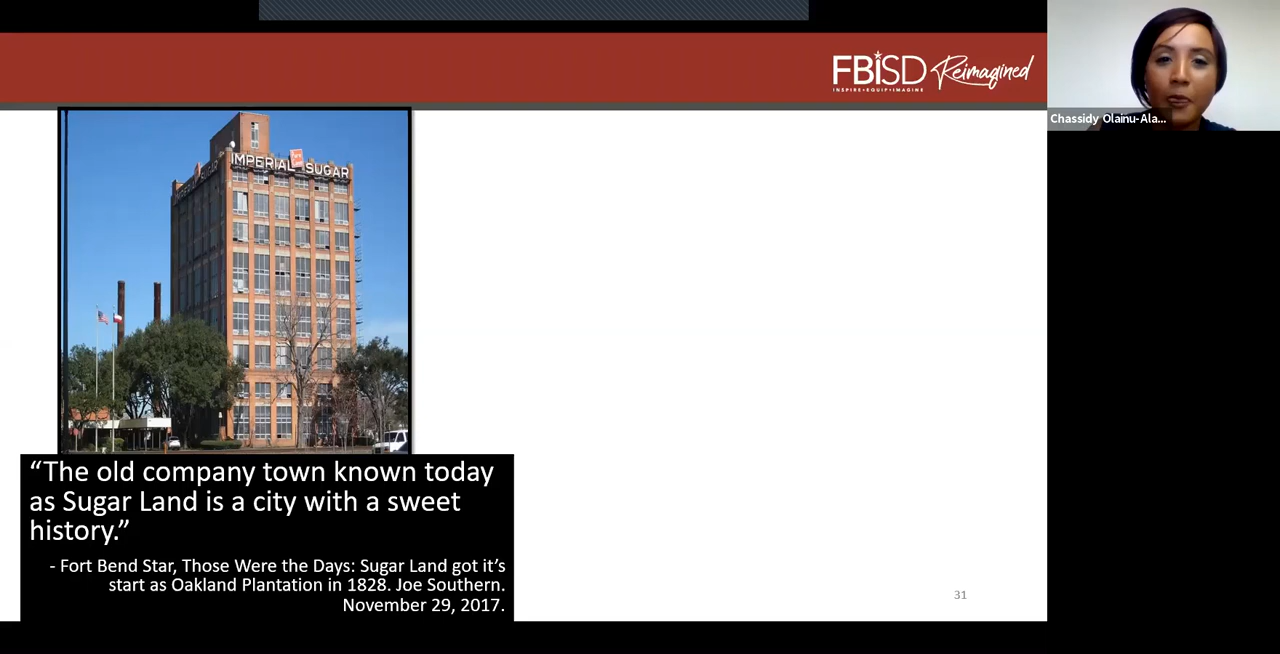 FBISD Reimagined
INSPIRE•EQUIP•IMAGINE
Chassidy Olainu-Ala...
IMPERIAL SUGAR
IMPERIAL SUGAR
“The old company town known today
as Sugar Land is a city with a sweet
history.”
- Fort Bend Star, Those Were the Days: Sugar Land got it’s
start as Oakland Plantation in 1828. Joe Southern.
November 29, 2017.
31